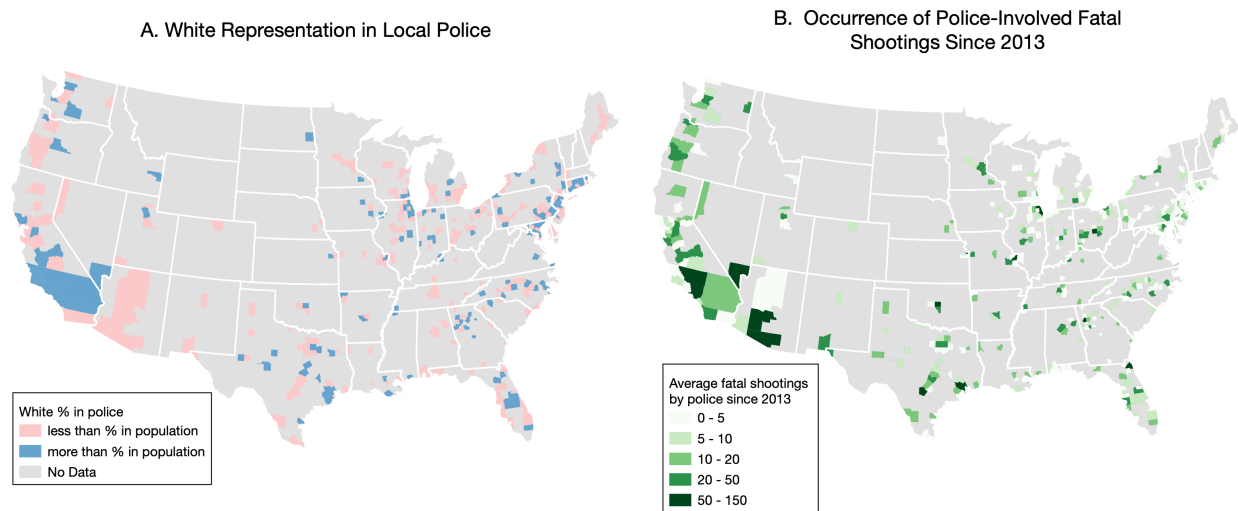 A. White Representation in Local Police
White % in police
less than % in population
more than % in population
No Data
B. Occurrence of Police-Involved Fatal
Shootings Since 2013
Average fatal shootings
by police since 2013
0 - 5
5 - 10
10 - 20
20 - 50
50 - 150